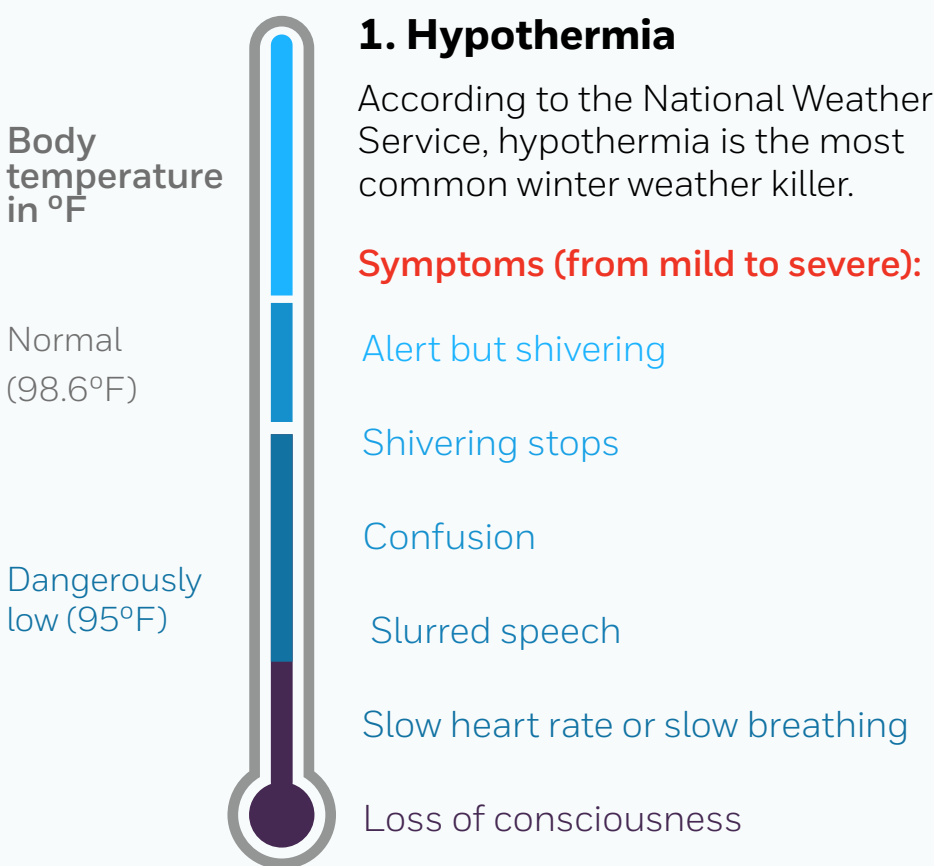 1. Hypothermia
According to the National Weather
Service, hypothermia is the most
common winter weather killer.
Body
temperature
in ºF
Symptoms (from mild to severe):
Normal
(98.6ºF)
Alert but shivering
Shivering stops
Confusion
Dangerously
low (95ºF)
Slurred speech
Slow heart rate or slow breathing
Loss of consciousness